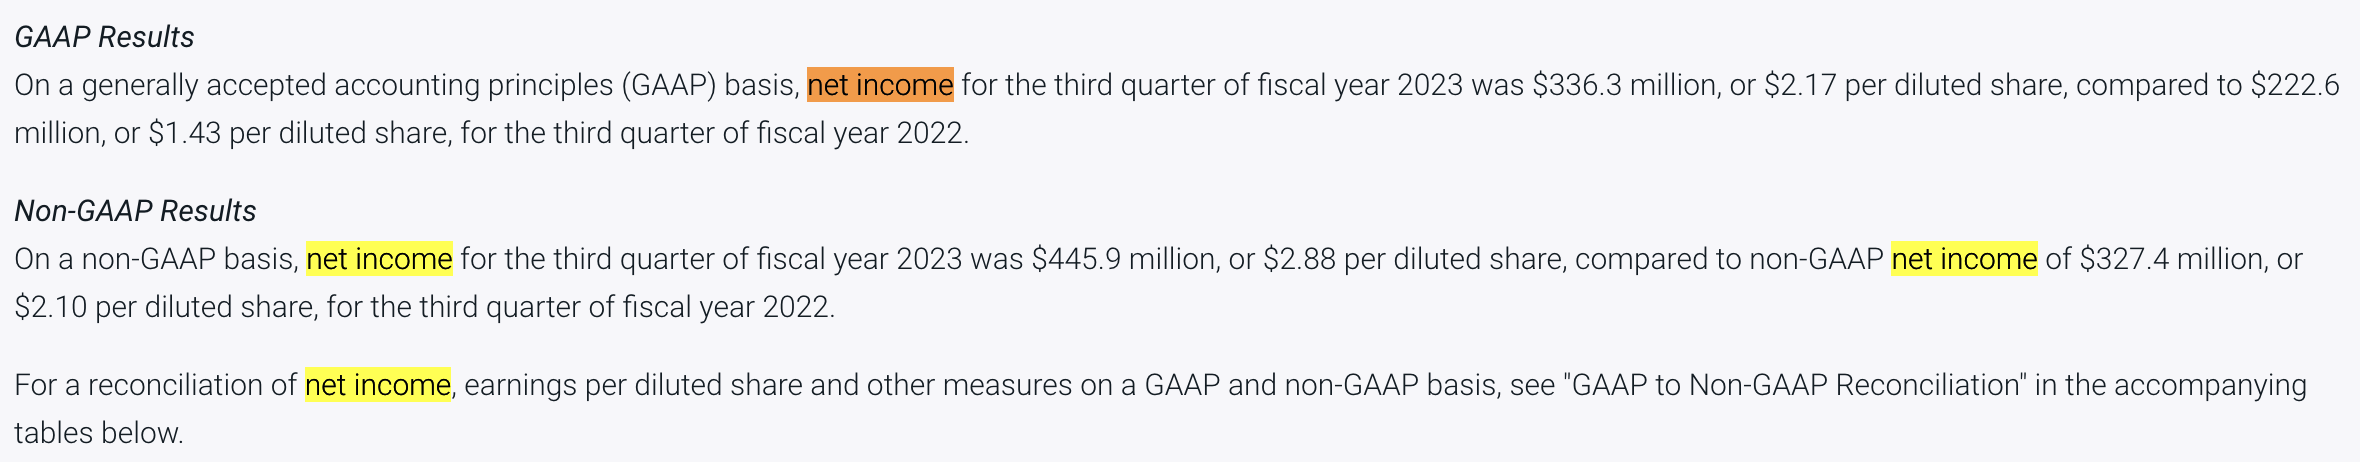 GAAP Results
On a generally accepted accounting principles (GAAP) basis, net income for the third quarter of fiscal year 2023 was $336.3 million, or $2.17 per diluted share, compared to $222.6
million, or $1.43 per diluted share, for the third quarter of fiscal year 2022.
Non-GAAP Results
On a non-GAAP basis, net income for the third quarter of fiscal year 2023 was $445.9 million, or $2.88 per diluted share, compared to non-GAAP net income of $327.4 million, or
$2.10 per diluted share, for the third quarter of fiscal year 2022.
For a reconciliation of net income, earnings per diluted share and other measures on a GAAP and non-GAAP basis, see "GAAP to Non-GAAP Reconciliation" in the accompanying
tables below.